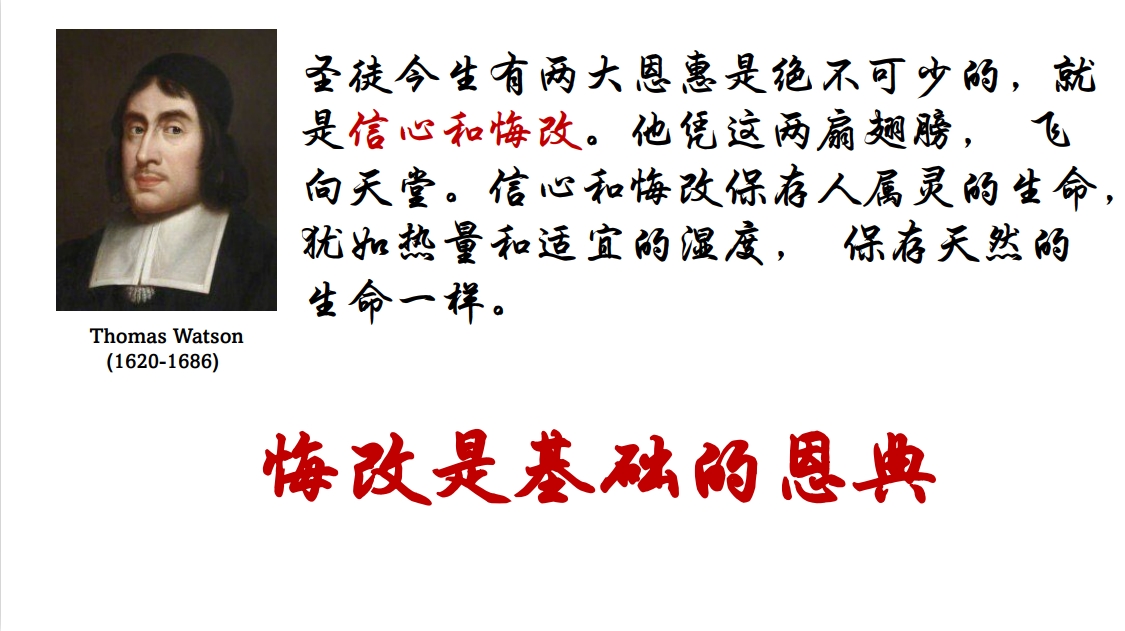 圣徒今生有两大恩惠是绝不可少的，就
是信心和悔改。他凭这两扇翅膀， 飞
向天堂。信心和悔改保存人属灵的生命，
犹如热量和适宜的湿度， 保存天然的
生命一样。
Thomas Watson
(1620-1686)
悔改是基础的恩典